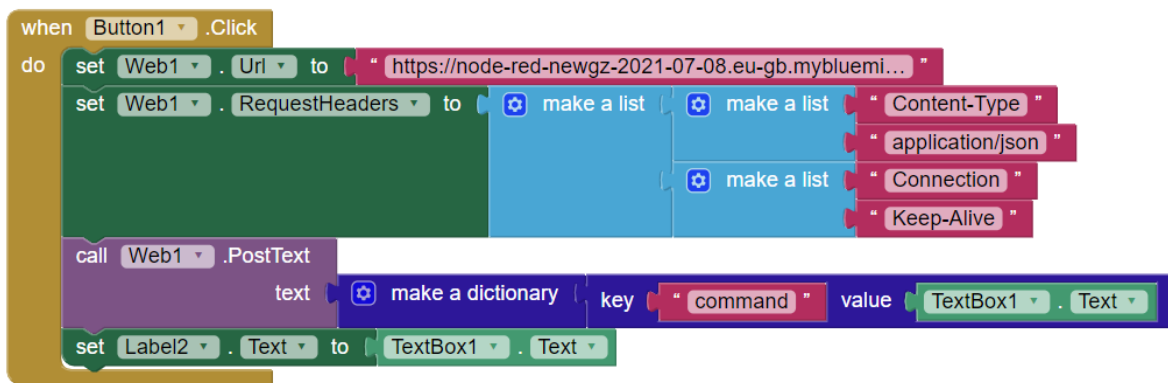 when Button1 .Click
do set Web1 . Url to " https://node-red-newgz-2021-07-08.eu-gb.mybluemi... "
set Web1 . RequestHeaders to make a list make a list " Content-Type "
" application/json "
make a list " Connection "
" Keep-Alive "
call Web1 .PostText
text make a dictionary key " command " value TextBox1 . Text
set Label2 . Text to TextBox1 . Text